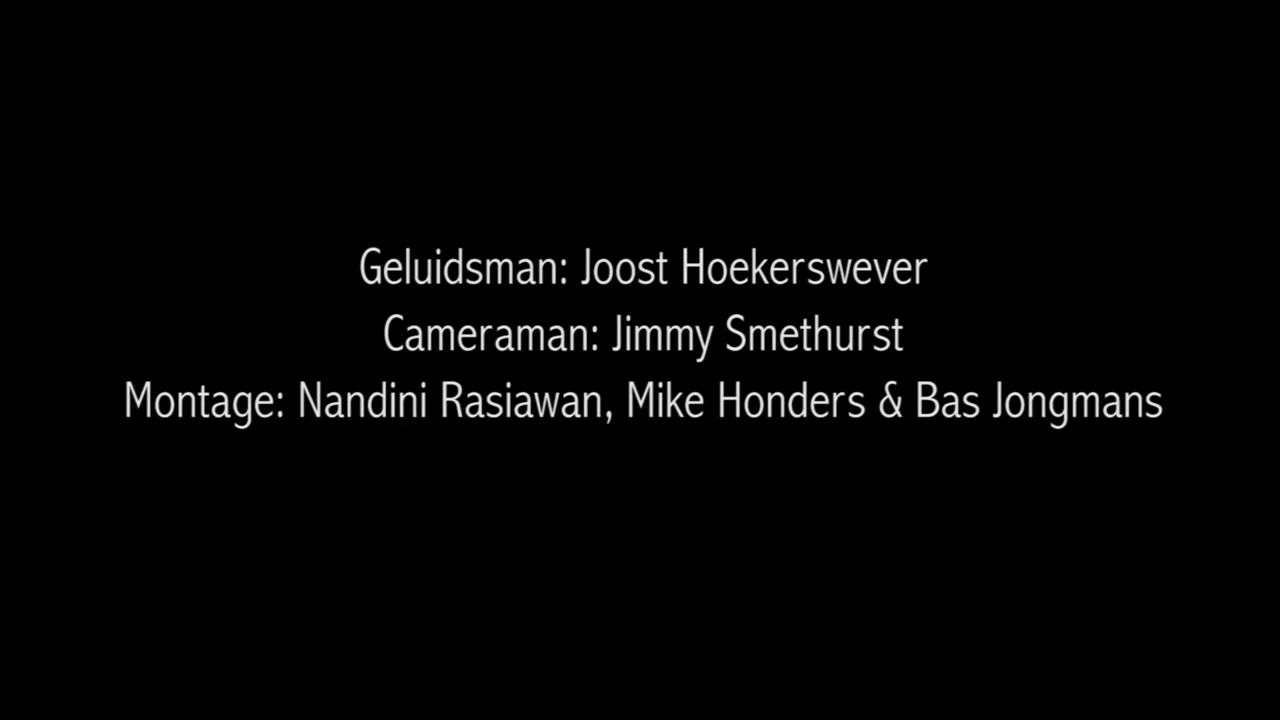 Geluidsman: Joost Hoekerswever
Cameraman: Jimmy Smethurst
Montage: Nandini Rasiawan, Mike Honders & Bas Jongmans